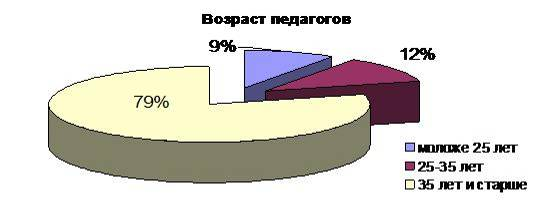 Возраст педагогов
9%
12%
79%
моложе 25 лет
25-35 лет
35 лет и старше